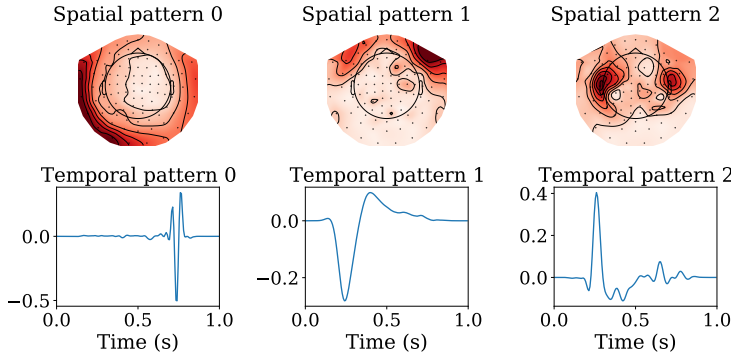 Spatial pattern 0 Spatial pattern 1 Spatial pattern 2
Temporal pattern 0 Temporal pattern 1 Temporal pattern 2
0.0
−0.5
0.0 0.5 1.0
Time (s)
0.0
−0.2
0.0 0.5 1.0
Time (s)
0.4
0.2
0.0
0.0 0.5 1.0
Time (s)